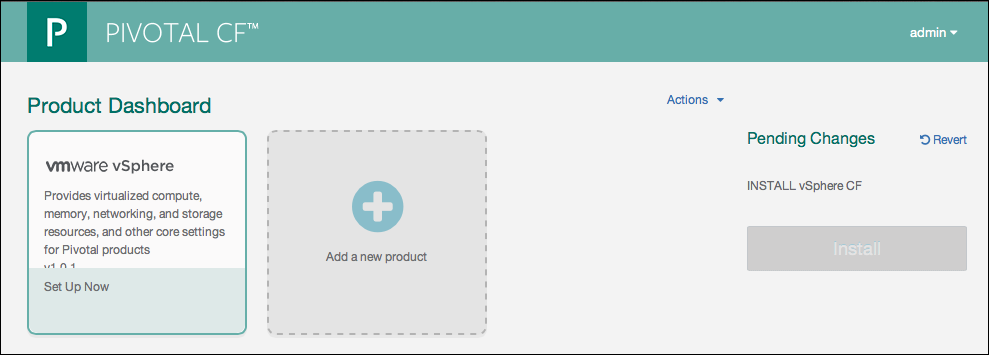 P PIVOTAL CF™
admin
Product Dashboard
Actions
vmware vSphere
Provides virtualized compute,
memory, networking, and storage
resources, and other core settings
for Pivotal products
v1.0.1
Set Up Now
Add a new product
Pending Changes
Revert
INSTALL vSphere CF
Install